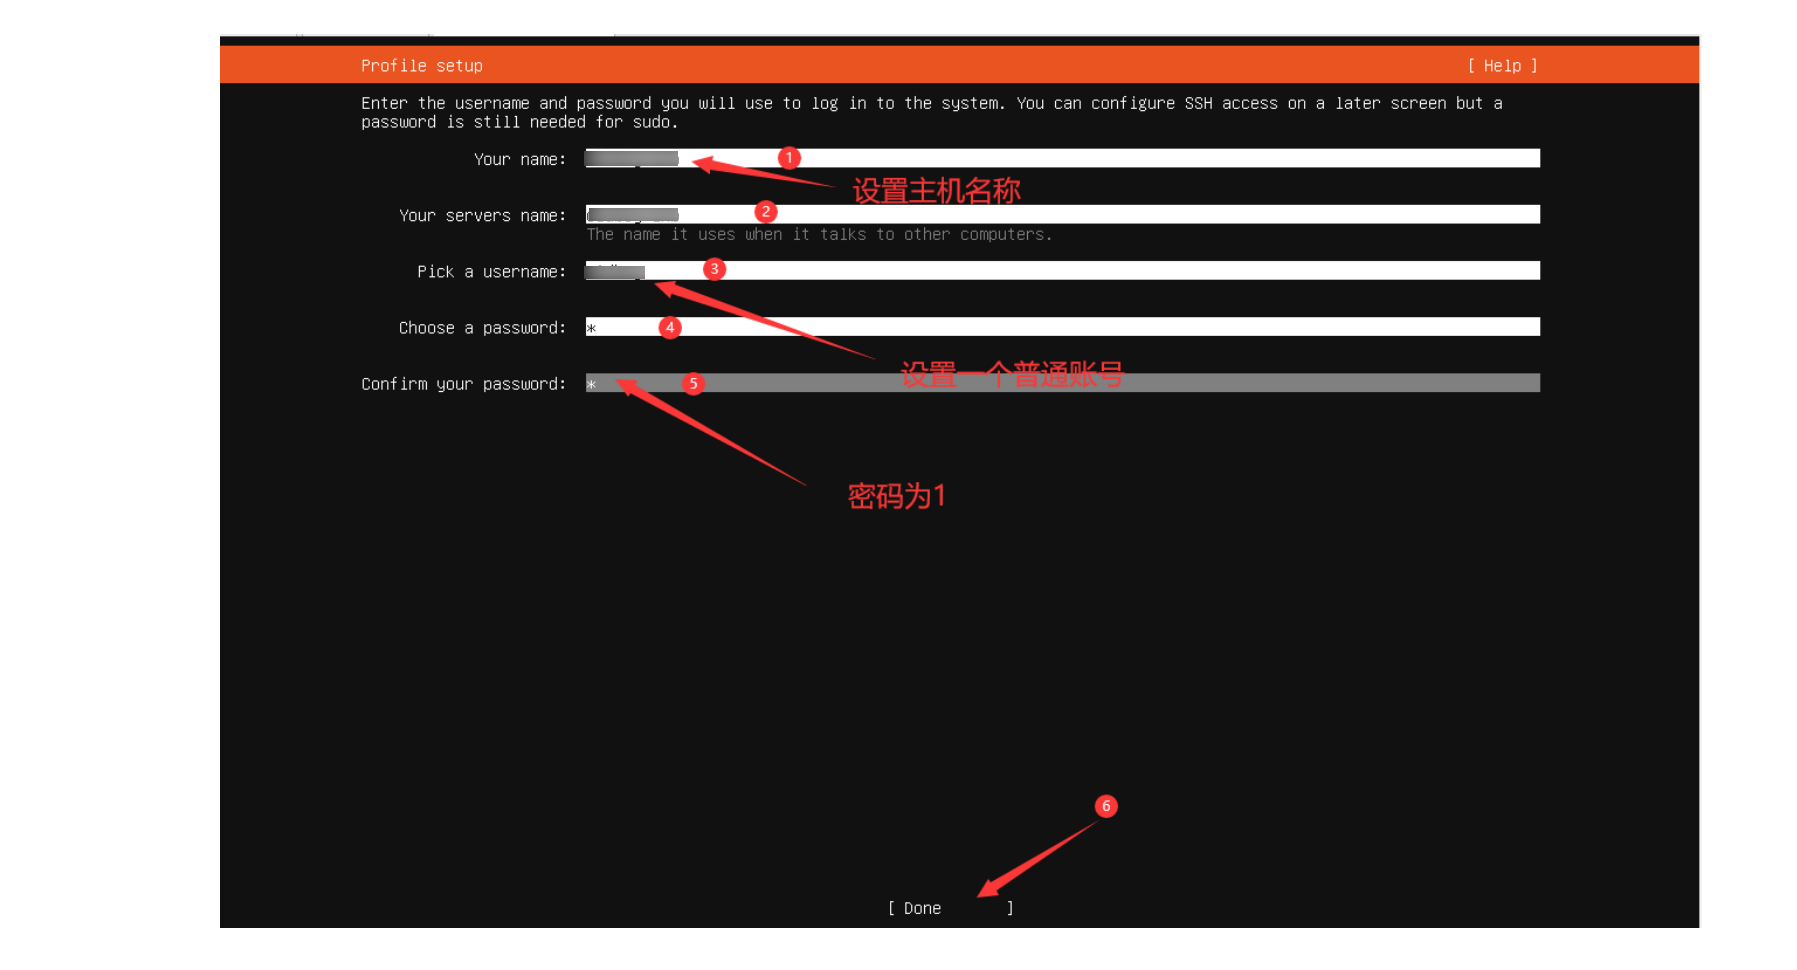 Profile setup [ Help ]
Enter the username and password you will use to log in to the system. You can configure SSH access on a later screen but a
password is still needed for sudo.
Your name: 1
设置主机名称
Your servers name: 2
The name it uses when it talks to other computers.
Pick a username: 3
Choose a password: * 4
设置一个普通账号
Confirm your password: * 5
密码为1
6
[ Done ]